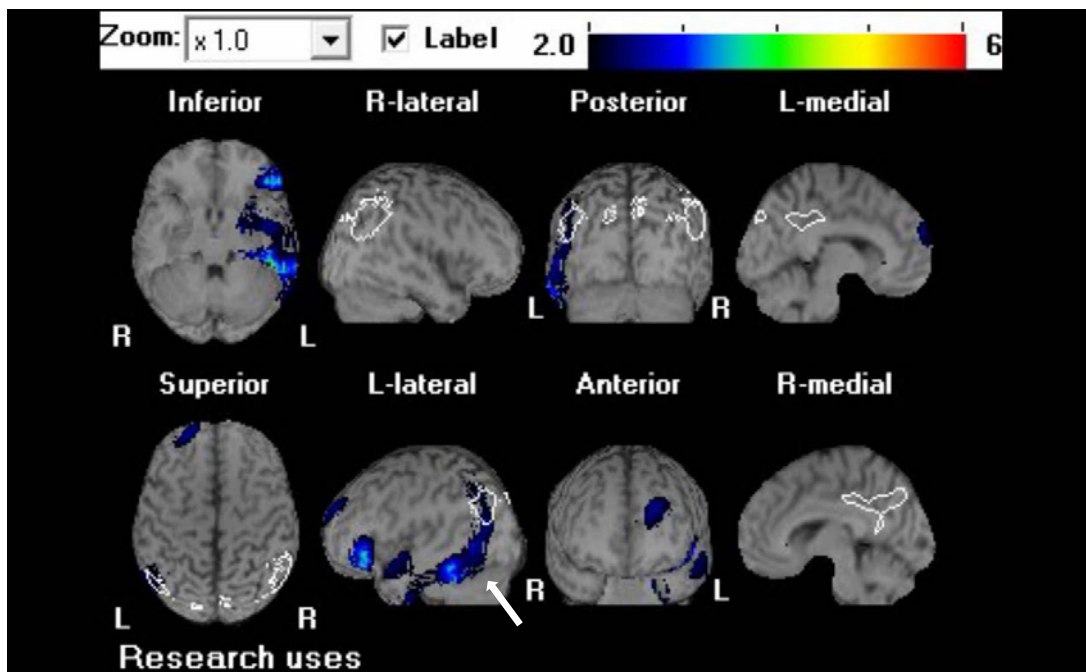 Zoom: x 1.0 Label 2.0 6
Inferior R-lateral Posterior L-medial
R L L R
Superior L-lateral Anterior R-medial
L R R L
Research uses